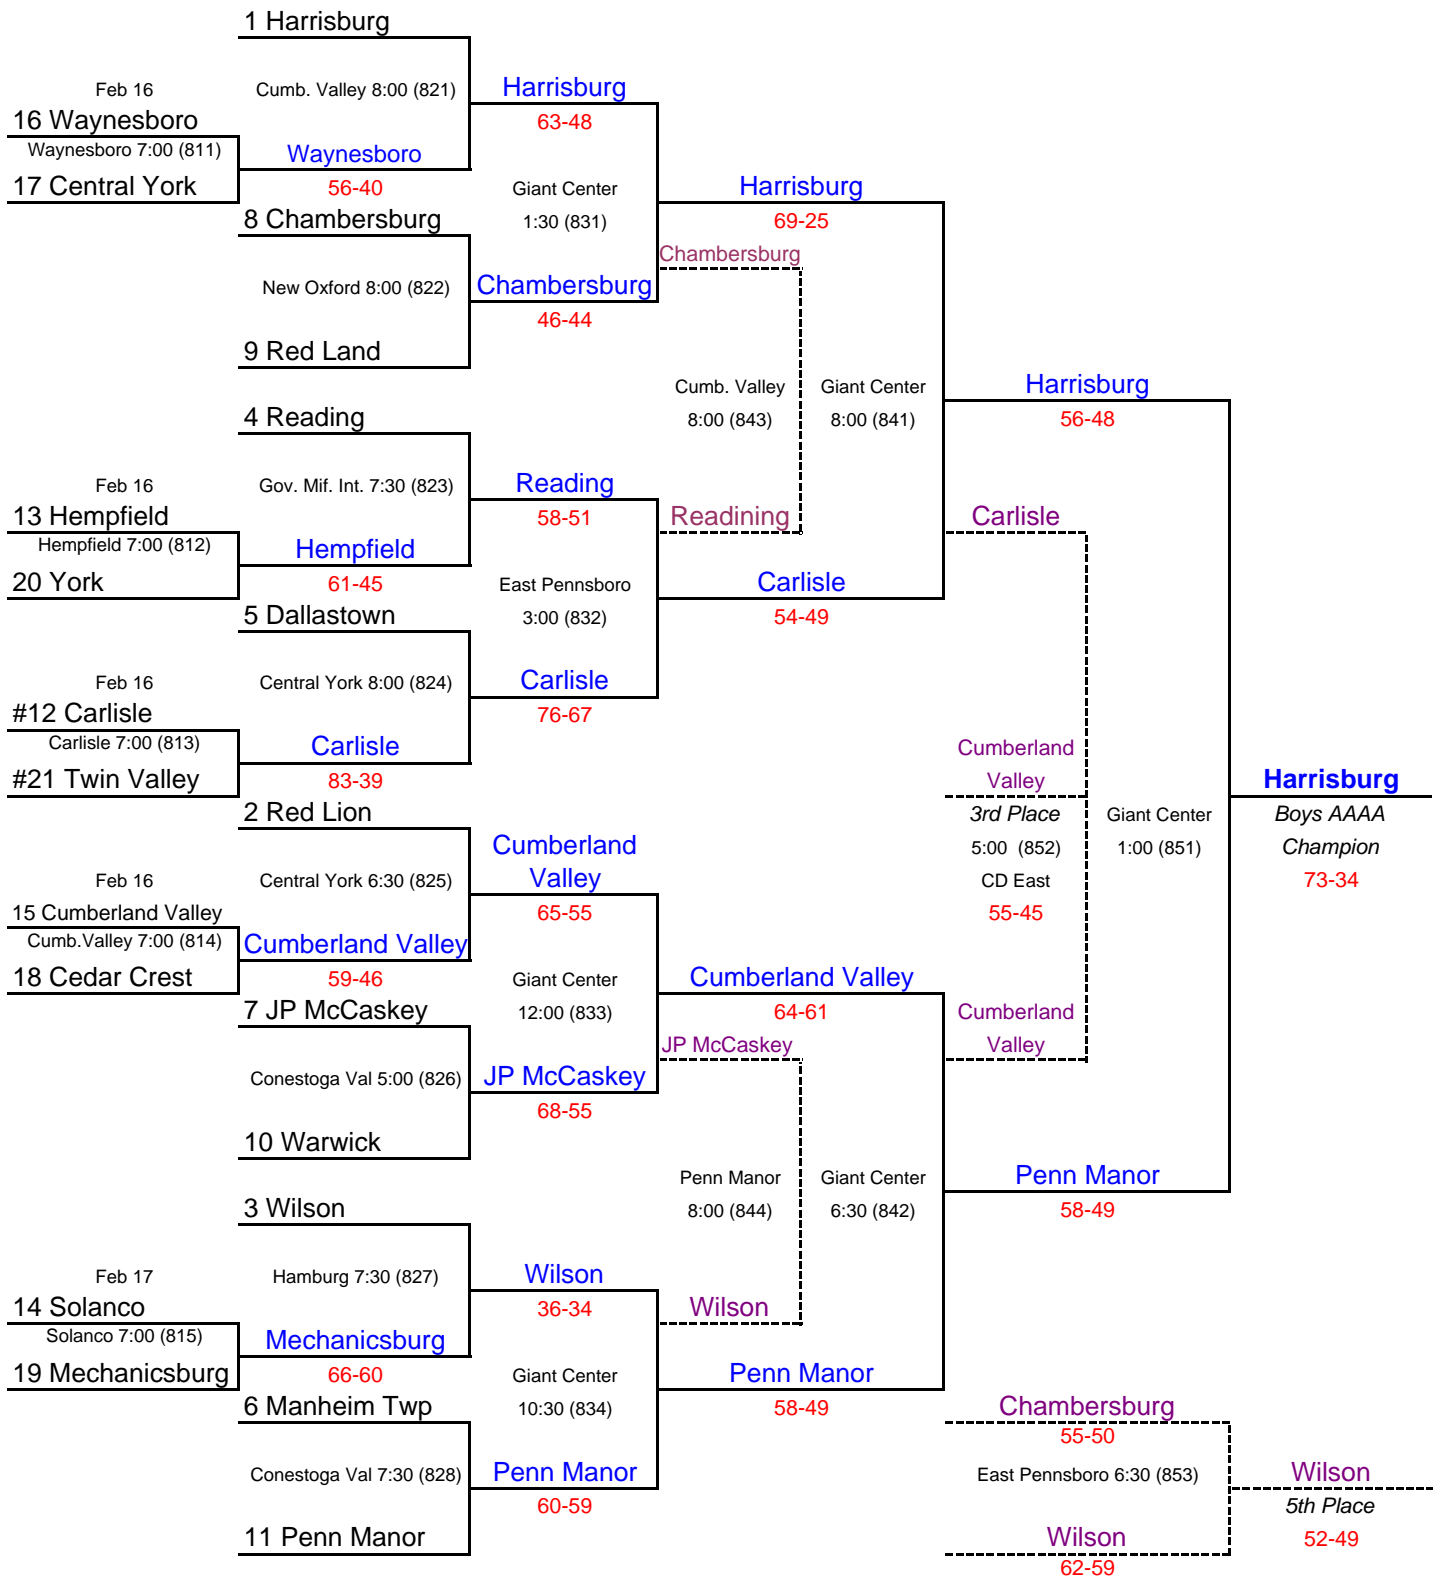 1 Harrisburg
Feb 16
Cumb. Valley 8:00 (821)
Harrisburg
16 Waynesboro
63-48
Waynesboro 7:00 (811)
Waynesboro
17 Central York
56-40
Giant Center
Harrisburg
8 Chambersburg
1:30 (831)
69-25
Chambersburg
New Oxford 8:00 (822)
Chambersburg
46-44
9 Red Land
Cumb. Valley
Giant Center
Harrisburg
4 Reading
8:00 (843)
8:00 (841)
56-48
Feb 16
Gov. Mif. Int. 7:30 (823)
Reading
13 Hempfield
58-51
Readining
Carlisle
Hempfield 7:00 (812)
Hempfield
20 York
61-45
East Pennsboro
Carlisle
5 Dallastown
3:00 (832)
54-49
Feb 16
Central York 8:00 (824)
Carlisle
#12 Carlisle
76-67
Carlisle 7:00 (813)
Carlisle
Cumberland
Valley
#21 Twin Valley
83-39
Harrisburg
2 Red Lion
3rd Place
Giant Center
Boys AAAA
Cumberland
Valley
5:00 (852)
1:00 (851)
Champion
Feb 16
Central York 6:30 (825)
CD East
73-34
15 Cumberland Valley
65-55
55-45
Cumb.Valley 7:00 (814)
Cumberland Valley
18 Cedar Crest
59-46
Giant Center
Cumberland Valley
7 JP McCaskey
12:00 (833)
64-61
Cumberland
Valley
JP McCaskey
Conestoga Val 5:00 (826)
JP McCaskey
68-55
10 Warwick
Penn Manor
Giant Center
Penn Manor
3 Wilson
8:00 (844)
6:30 (842)
58-49
Feb 17
Hamburg 7:30 (827)
Wilson
14 Solanco
36-34
Wilson
Solanco 7:00 (815)
Mechanicsburg
19 Mechanicsburg
66-60
Giant Center
Penn Manor
6 Manheim Twp
10:30 (834)
58-49
Chambersburg
55-50
Conestoga Val 7:30 (828)
Penn Manor
East Pennsboro 6:30 (853)
Wilson
60-59
5th Place
11 Penn Manor
Wilson
52-49
62-59